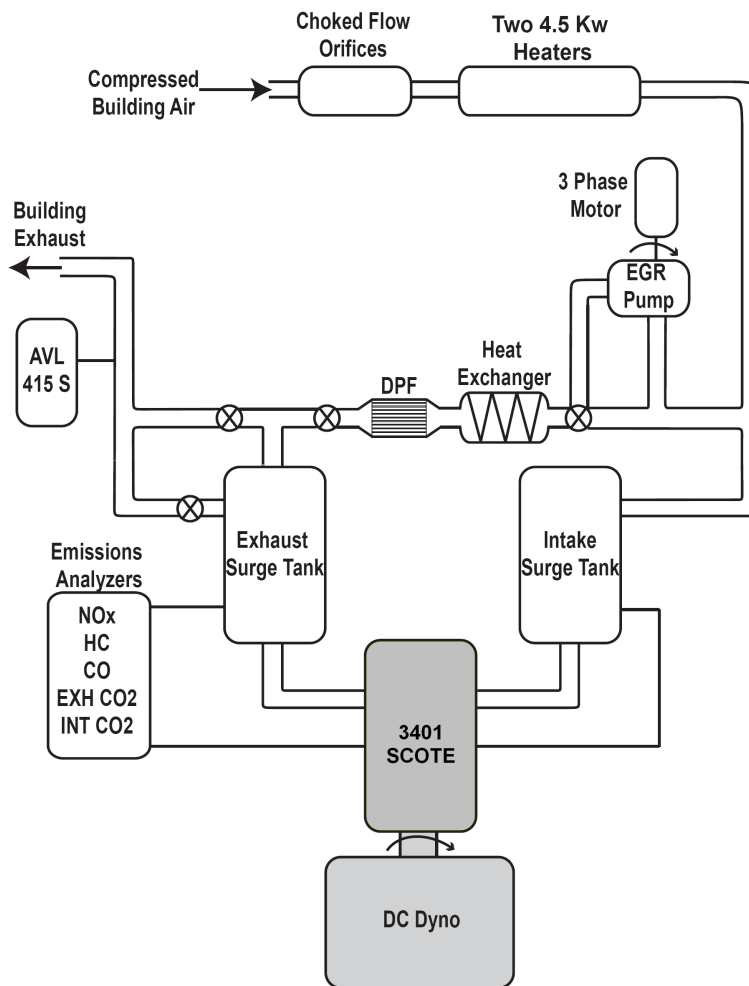 Choked Flow
Orifices
Two 4.5 Kw
Heaters
Compressed
Building Air
3 Phase
Motor
Building
Exhaust
EGR
Pump
AVL
415 S
DPF
Heat
Exchanger
Exhaust
Surge Tank
Intake
Surge Tank
Emissions
Analyzers
NOx
HC
CO
EXH CO2
INT CO2
3401
SCOTE
DC Dyno